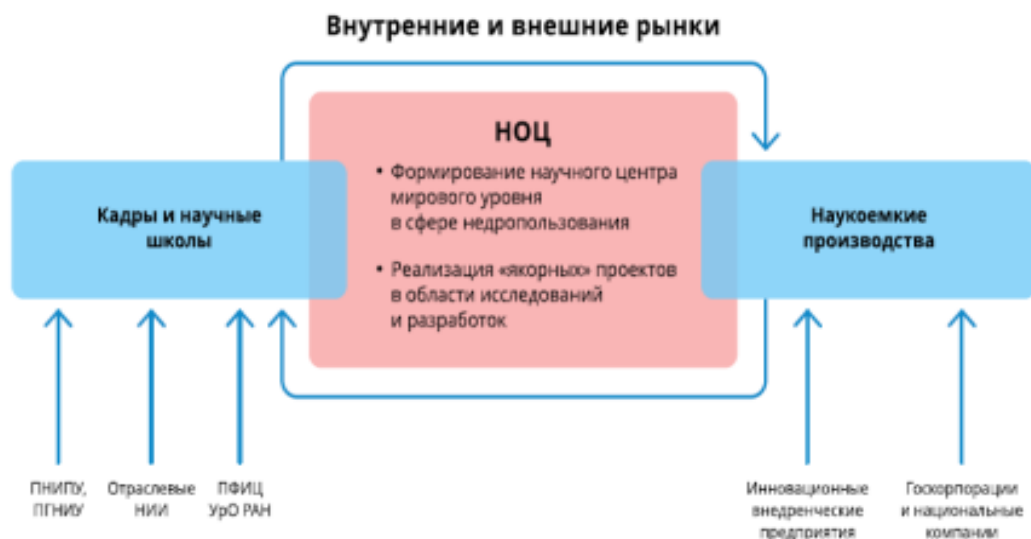 Внутренние и внешние рынки
НОЦ
• Формирование научного центра
мирового уровня
в сфере недропользования
• Реализация «якорных» проектов
в области исследований
и разработок
Кадры и научные
школы
Наукоемкие
производства
ПНИПУ,
ПГНИУ
Отраслевые
НИИ
ПФИЦ
УрО РАН
Инновационные
внедренческие
предприятия
Госкорпорации
и национальные
компании